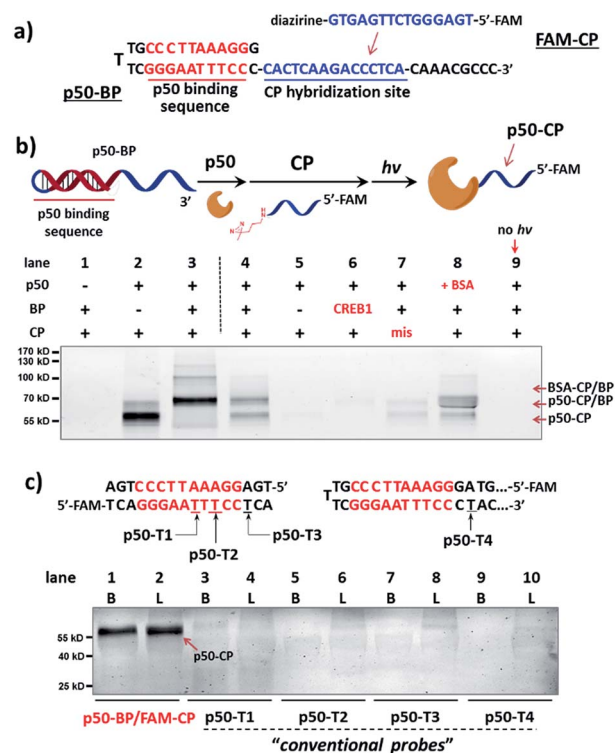 a)
diazirine-GTGAGTTCTGGGAGT-5’-FAM
FAM-CP
TGCCCTTAAAGGG
T
TCGGGAATTTCCC-CACTCAAGACCCTCA-CAAACGCCC-3’
p50-BP
p50 binding sequence
CP hybridization site
b)
p50-BP
p50
CP
hν
p50-CP
3’
5’-FAM
5’-FAM
p50 binding sequence
H
N
N
N
no hν
lane 1 2 3 4 5 6 7 8 9
p50 - + + + + + + + BSA +
BP + - + + - CREB1 + + +
CP + + + + + + mis + +
170 kD
130 kD
100 kD
70 kD
55 kD
BSA-CP/BP
p50-CP/BP
p50-CP
c)
AGTCCCTTAAAGGAGT-5’
5’-FAM-TCAGGGAATTTCCTCA
p50-T1
p50-T2
p50-T3
TGCCCTTAAAGGGATG...-5’-FAM
T
TCGGGAATTTCCCTAC...-3’
p50-T4
lane 1 2 3 4 5 6 7 8 9 10
B L B L B L B L B L
55 kD
40 kD
25 kD
p50-CP
p50-BP/FAM-CP p50-T1 p50-T2 p50-T3 p50-T4
“conventional probes”